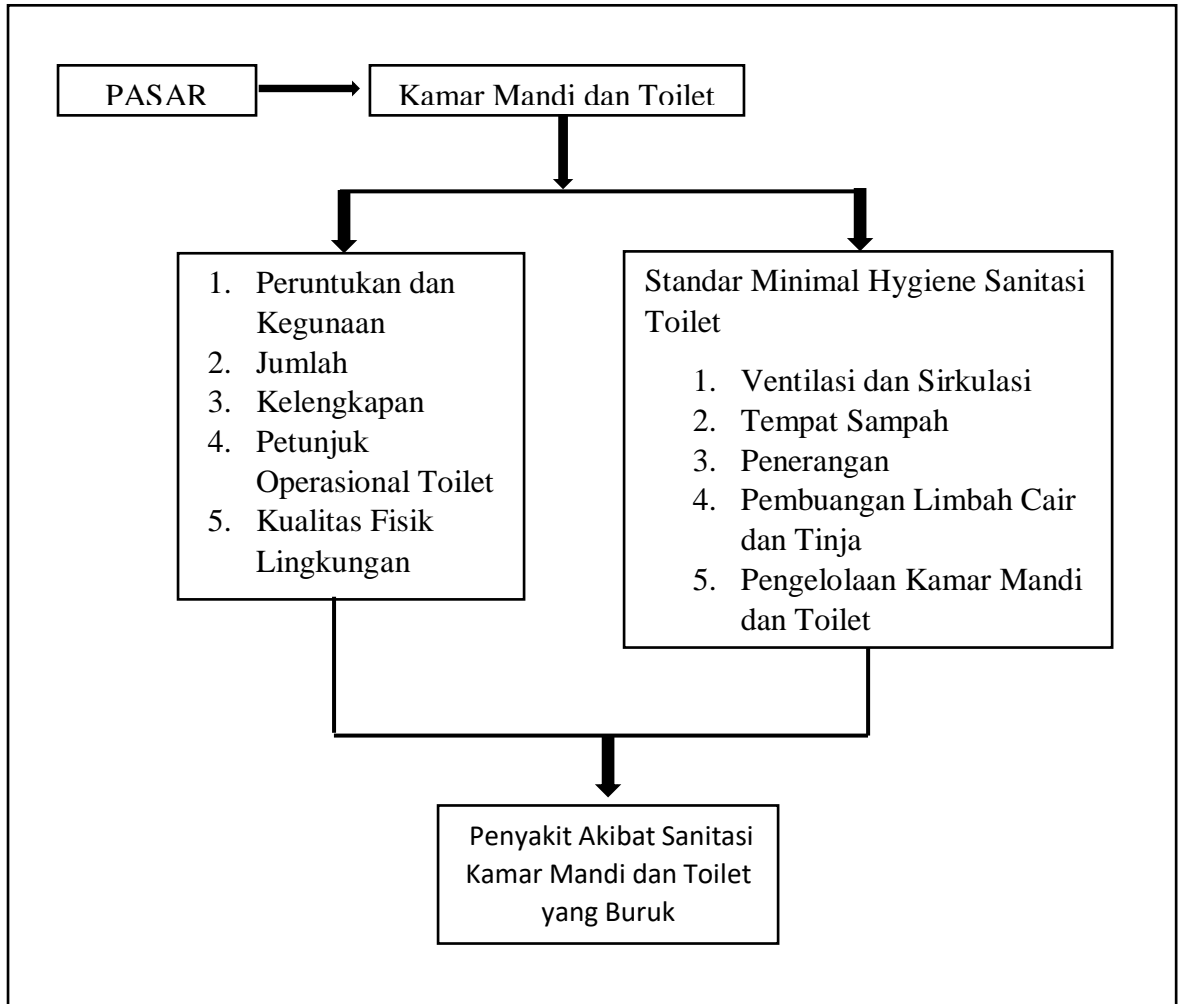 PASAR
Kamar Mandi dan Toilet
1. Peruntukan dan
Kegunaan
2. Jumlah
3. Kelengkapan
4. Petunjuk
Operasional Toilet
5. Kualitas Fisik
Lingkungan
Standar Minimal Hygiene Sanitasi
Toilet
1. Ventilasi dan Sirkulasi
2. Tempat Sampah
3. Penerangan
4. Pembuangan Limbah Cair
dan Tinja
5. Pengelolaan Kamar Mandi
dan Toilet
Penyakit Akibat Sanitasi
Kamar Mandi dan Toilet
yang Buruk